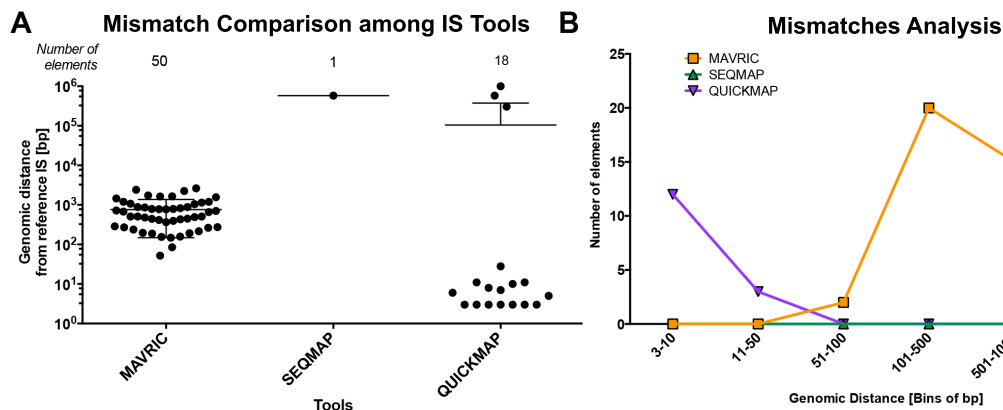 A
Mismatch Comparison among IS Tools
Number of
elements
50
1
18
10⁶
10⁵
10⁴
10³
10²
10¹
10⁰
Genomic distance
from reference IS [bp]
MAVRIC
SEQMAP
QUICKMAP
Tools
B
Mismatches Analysis
MAVRIC
SEQMAP
QUICKMAP
25
20
15
10
5
0
Number of elements
3-10
11-50
51-100
101-500
501-10
Genomic Distance [Bins of bp]